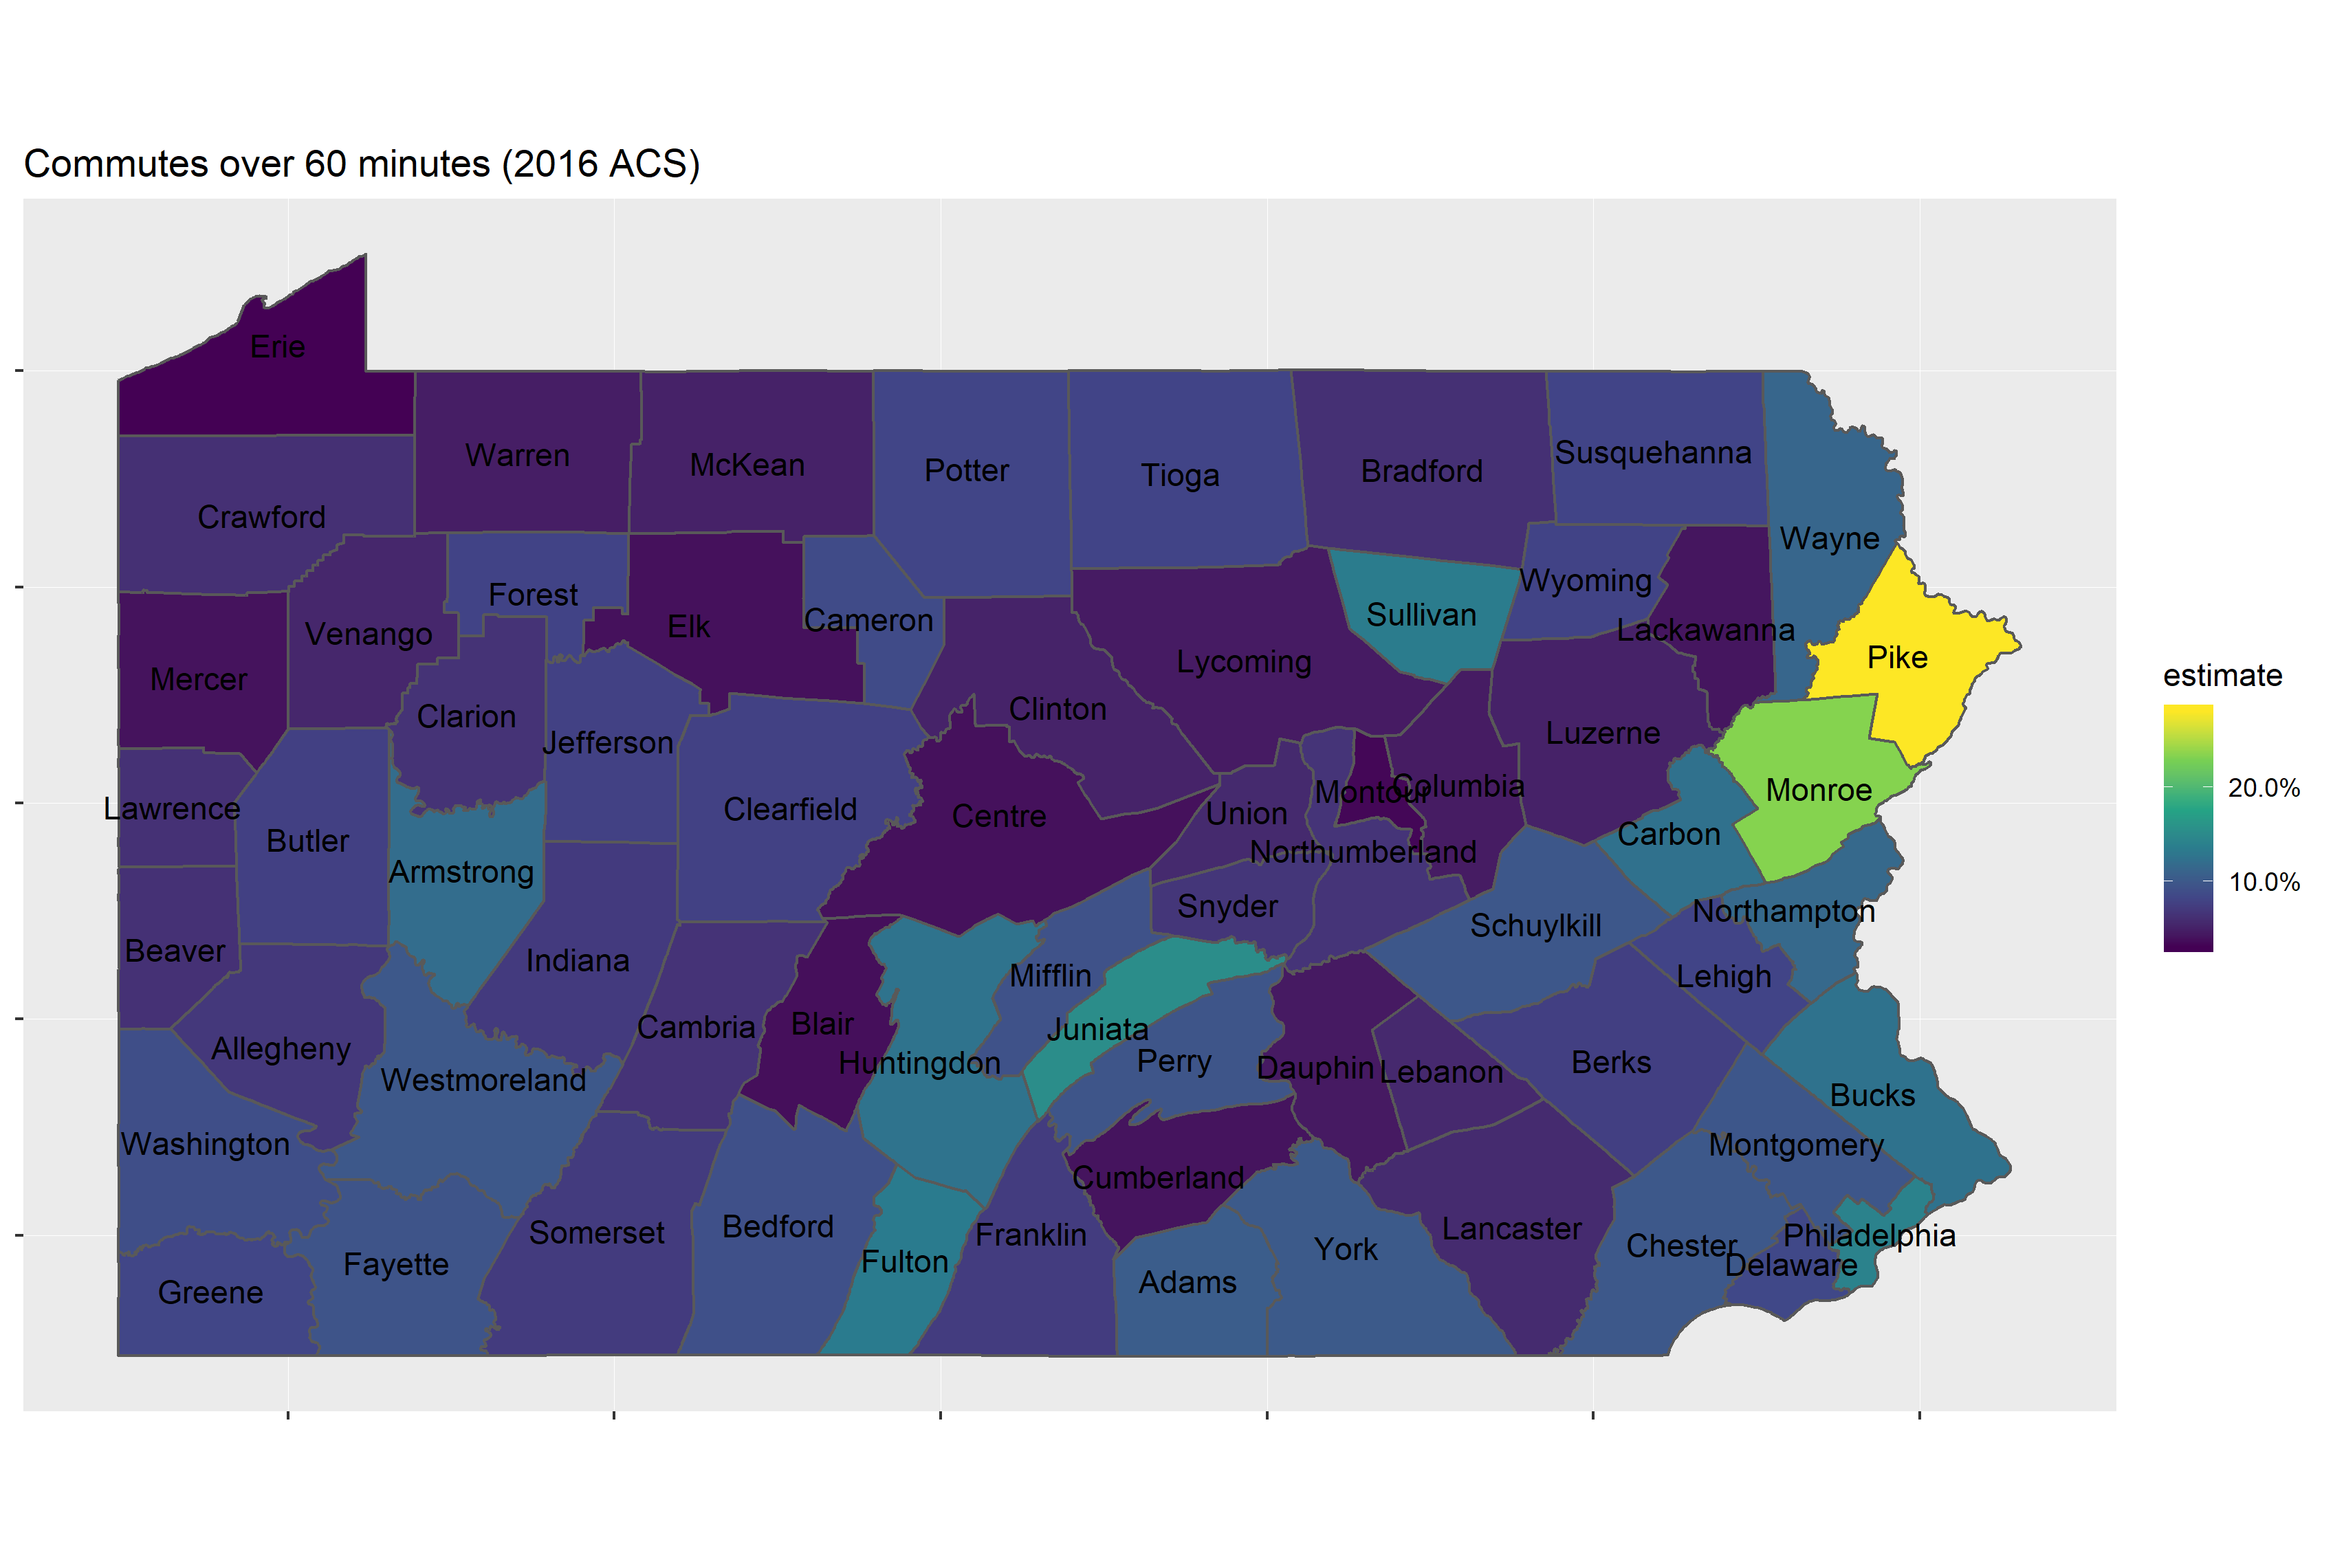 Commutes over 60 minutes (2016 ACS)
Erie
Warren
McKean
Potter
Tioga
Bradford
Susquehanna
Crawford
Wayne
Forest
Cameron
Wyoming
Sullivan
Venango
Elk
Lackawanna
Mercer
Lycoming
Pike
Clarion
Clinton
Jefferson
Luzerne
Lawrence
Clearfield
Centre
Union
Montour
Columbia
Monroe
Butler
Armstrong
Northumberland
Carbon
Snyder
Schuylkill
Northampton
Beaver
Indiana
Mifflin
Lehigh
Allegheny
Cambria
Blair
Juniata
Westmoreland
Huntingdon
Perry
Dauphin
Lebanon
Berks
Bucks
Washington
Cumberland
Montgomery
Somerset
Bedford
Franklin
Lancaster
Chester
Philadelphia
Greene
Fayette
Fulton
Adams
York
Delaware
estimate
20.0%
10.0%